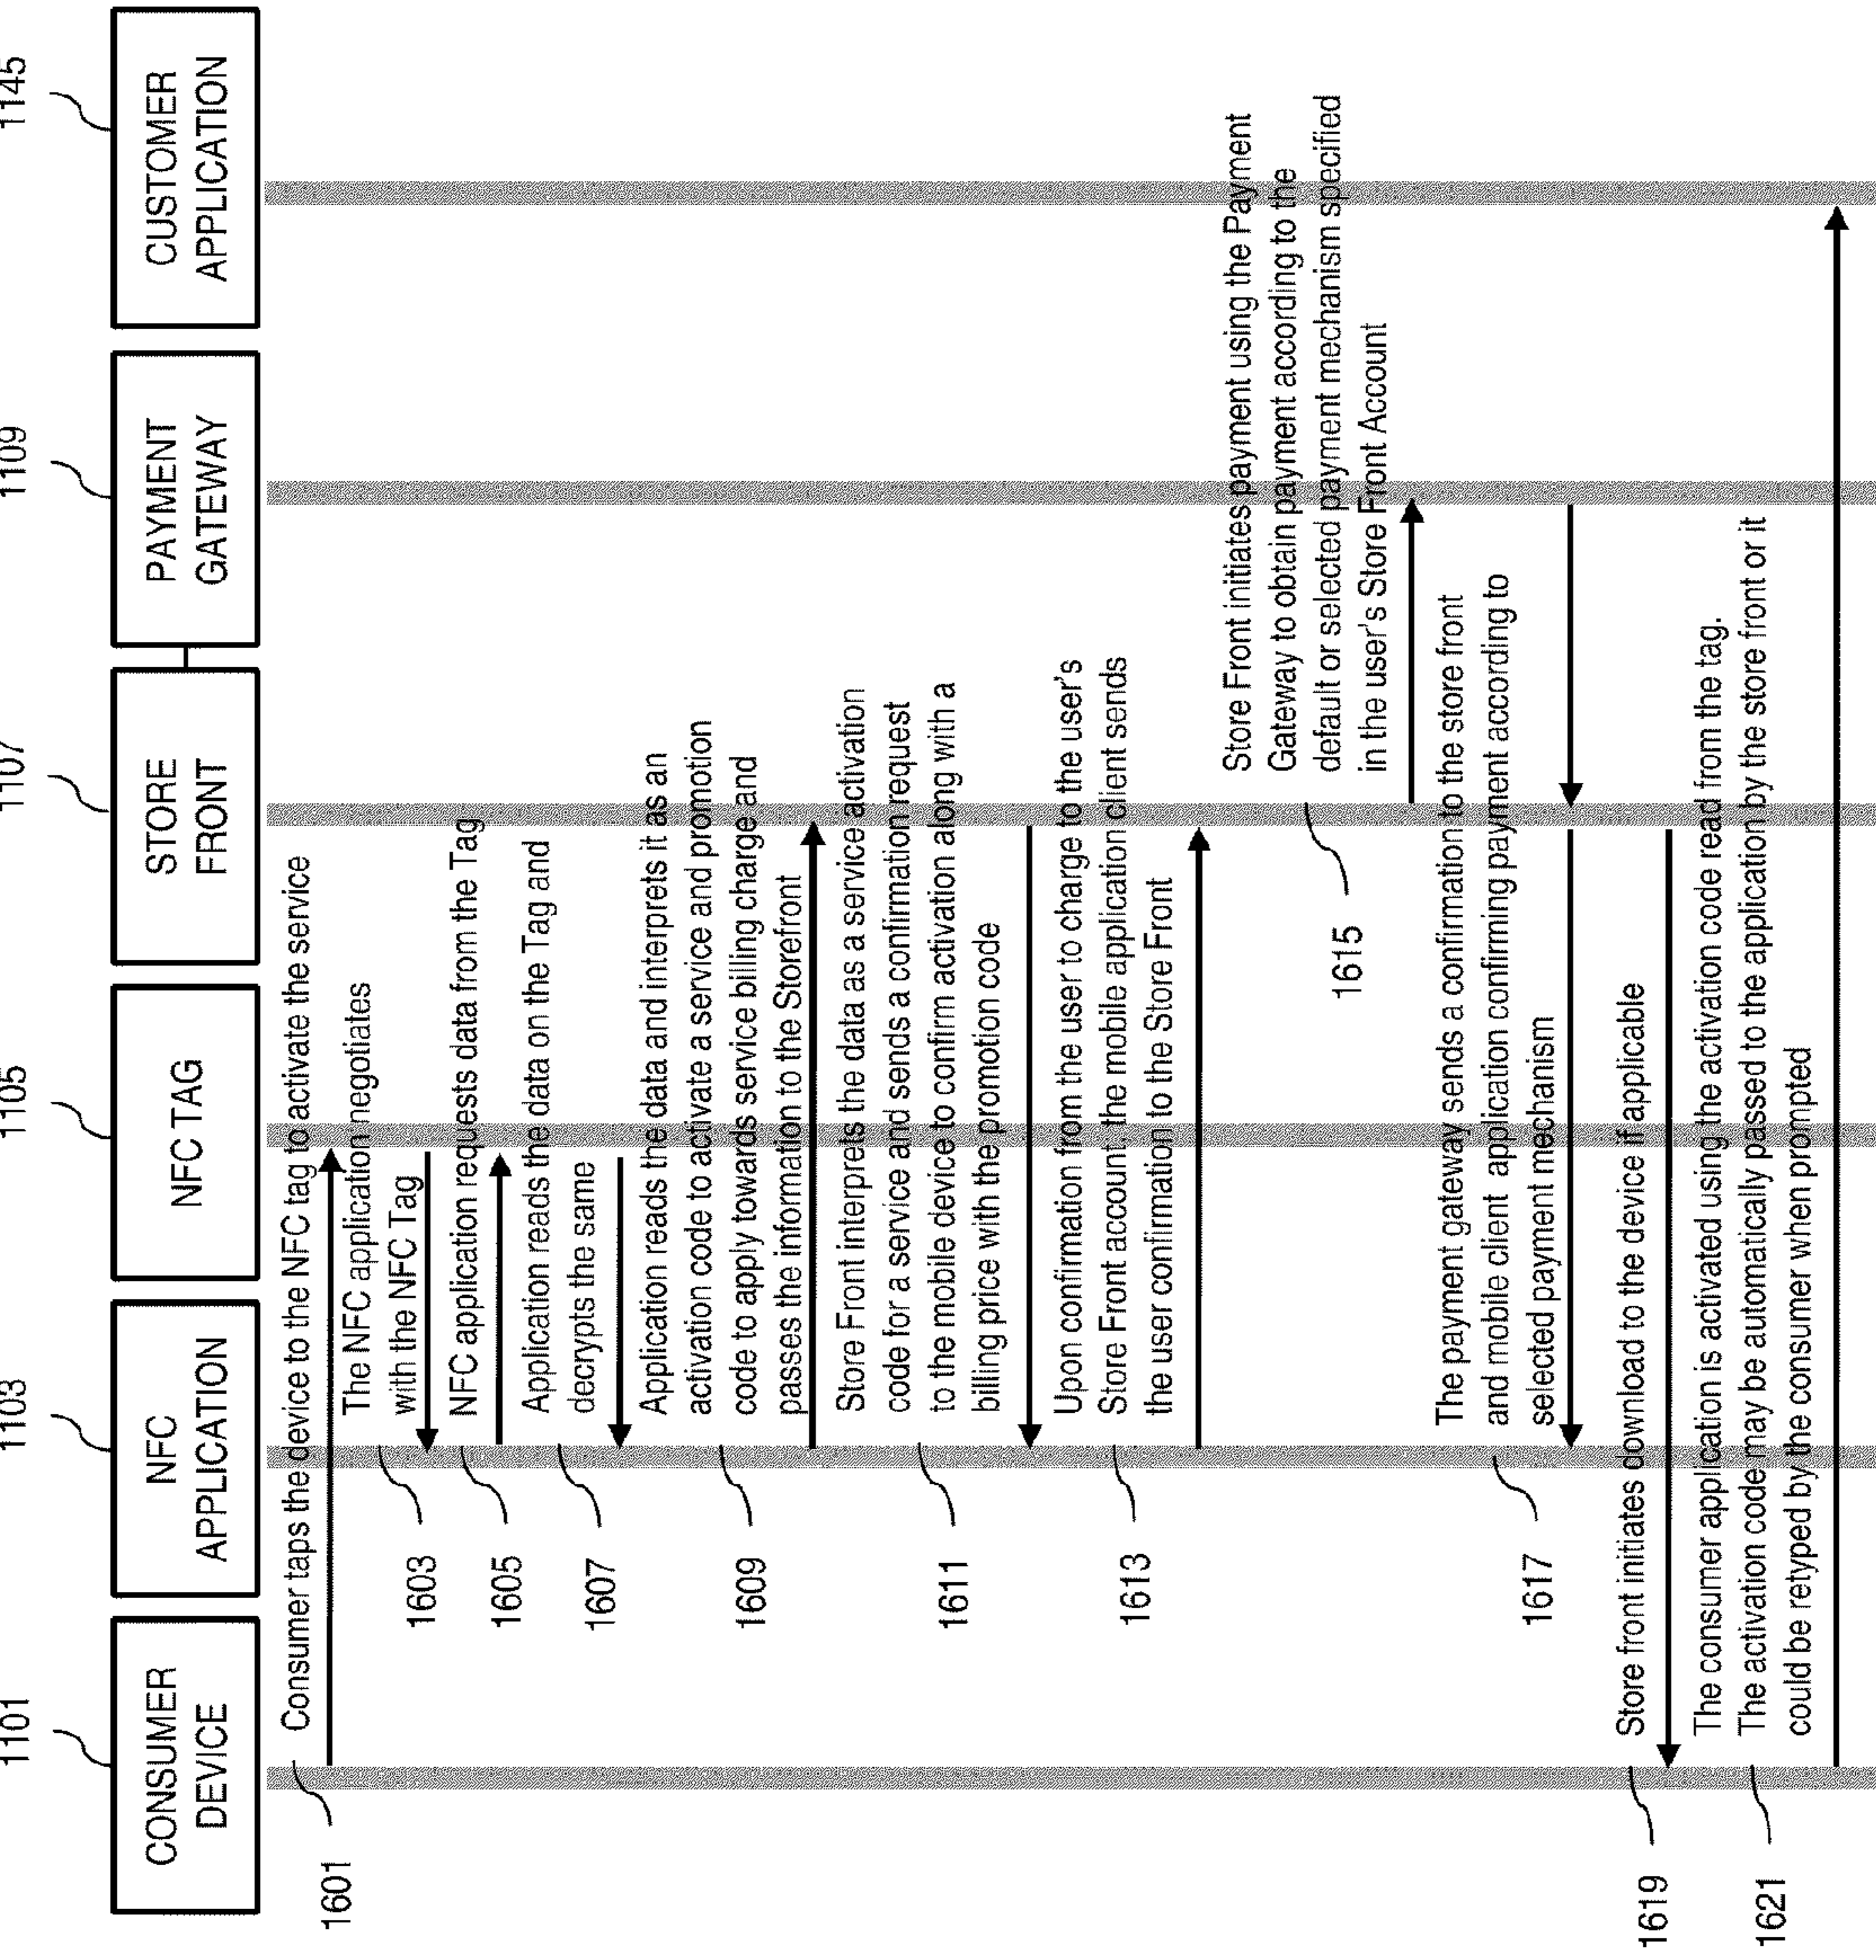 1101
1103
1105
1107
1109
1145
CONSUMER
DEVICE
NFC
APPLICATION
NFC TAG
STORE
FRONT
PAYMENT
GATEWAY
CUSTOMER
APPLICATION
1601
Consumer taps the device to the NFC tag to activate the service
The NFC application negotiates
with the NFC Tag
1603
NFC application requests data from the Tag
1605
Application reads the data on the Tag and
decrypts the same
1607
Application reads the data and interprets it as an
activation code to activate a service and promotion
code to apply towards service billing charge and
passes the information to the Storefront
1609
Store Front interprets the data as a service activation
code for a service and sends a confirmation request
to the mobile device to confirm activation along with a
billing price with the promotion code
1611
Upon confirmation from the user to charge to the user's
Store Front account, the mobile application client sends
the user confirmation to the Store Front
1613
Store Front initiates payment using the Payment
Gateway to obtain payment according to the
default or selected payment mechanism specified
in the user's Store Front Account
1615
The payment gateway sends a confirmation to the store front
and mobile client application confirming payment according to
selected payment mechanism
1617
Store front initiates download to the device if applicable
1619
The consumer application is activated using the activation code read from the tag.
The activation code may be automatically passed to the application by the store front or it
could be retyped by the consumer when prompted
1621